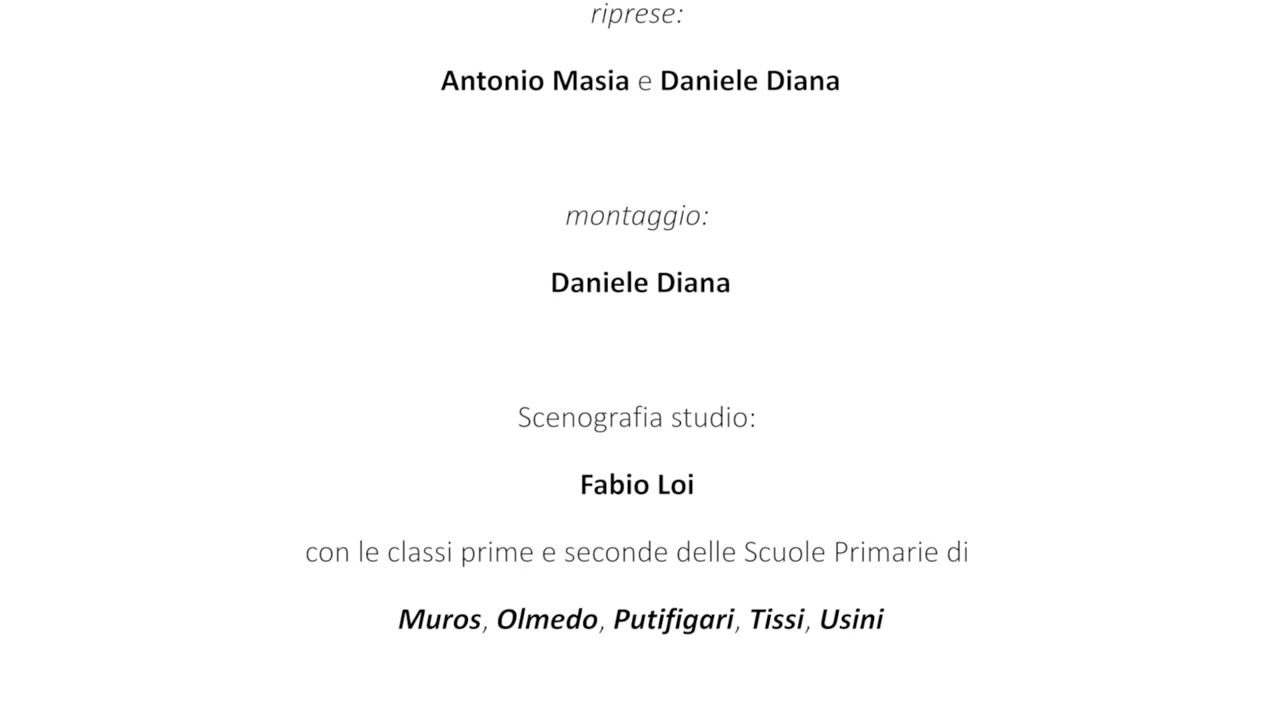 riprese:
Antonio Masia e Daniele Diana
montaggio:
Daniele Diana
Scenografia studio:
Fabio Loi
con le classi prime e seconde delle Scuole Primarie di
Muros, Olmedo, Putifigari, Tissi, Usini